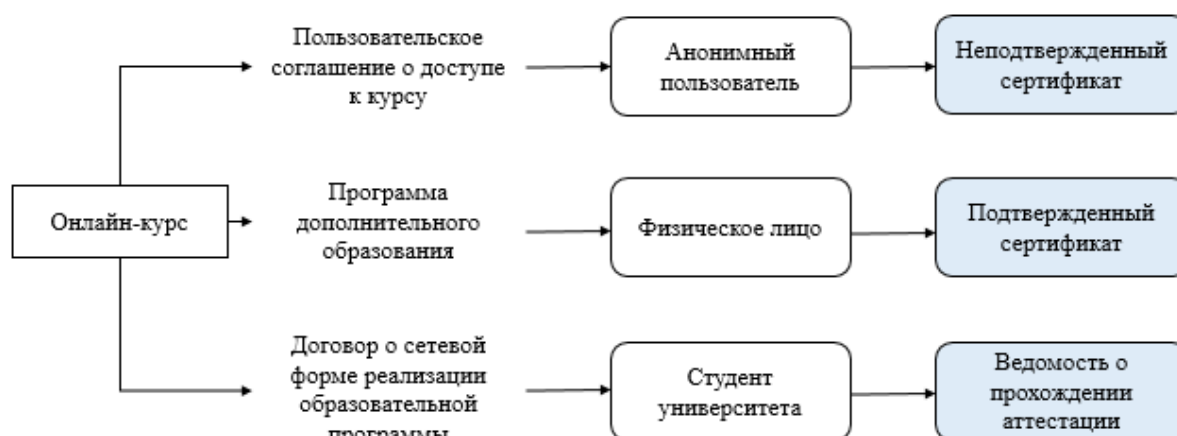 Пользовательское
соглашение о доступе
к курсу
Анонимный
пользователь
Неподтвержденный
сертификат
Онлайн-курс
Программа
дополнительного
образования
Физическое лицо
Подтвержденный
сертификат
Договор о сетевой
форме реализации
образовательной
программы
Студент
университета
Ведомость о
прохождении
аттестации